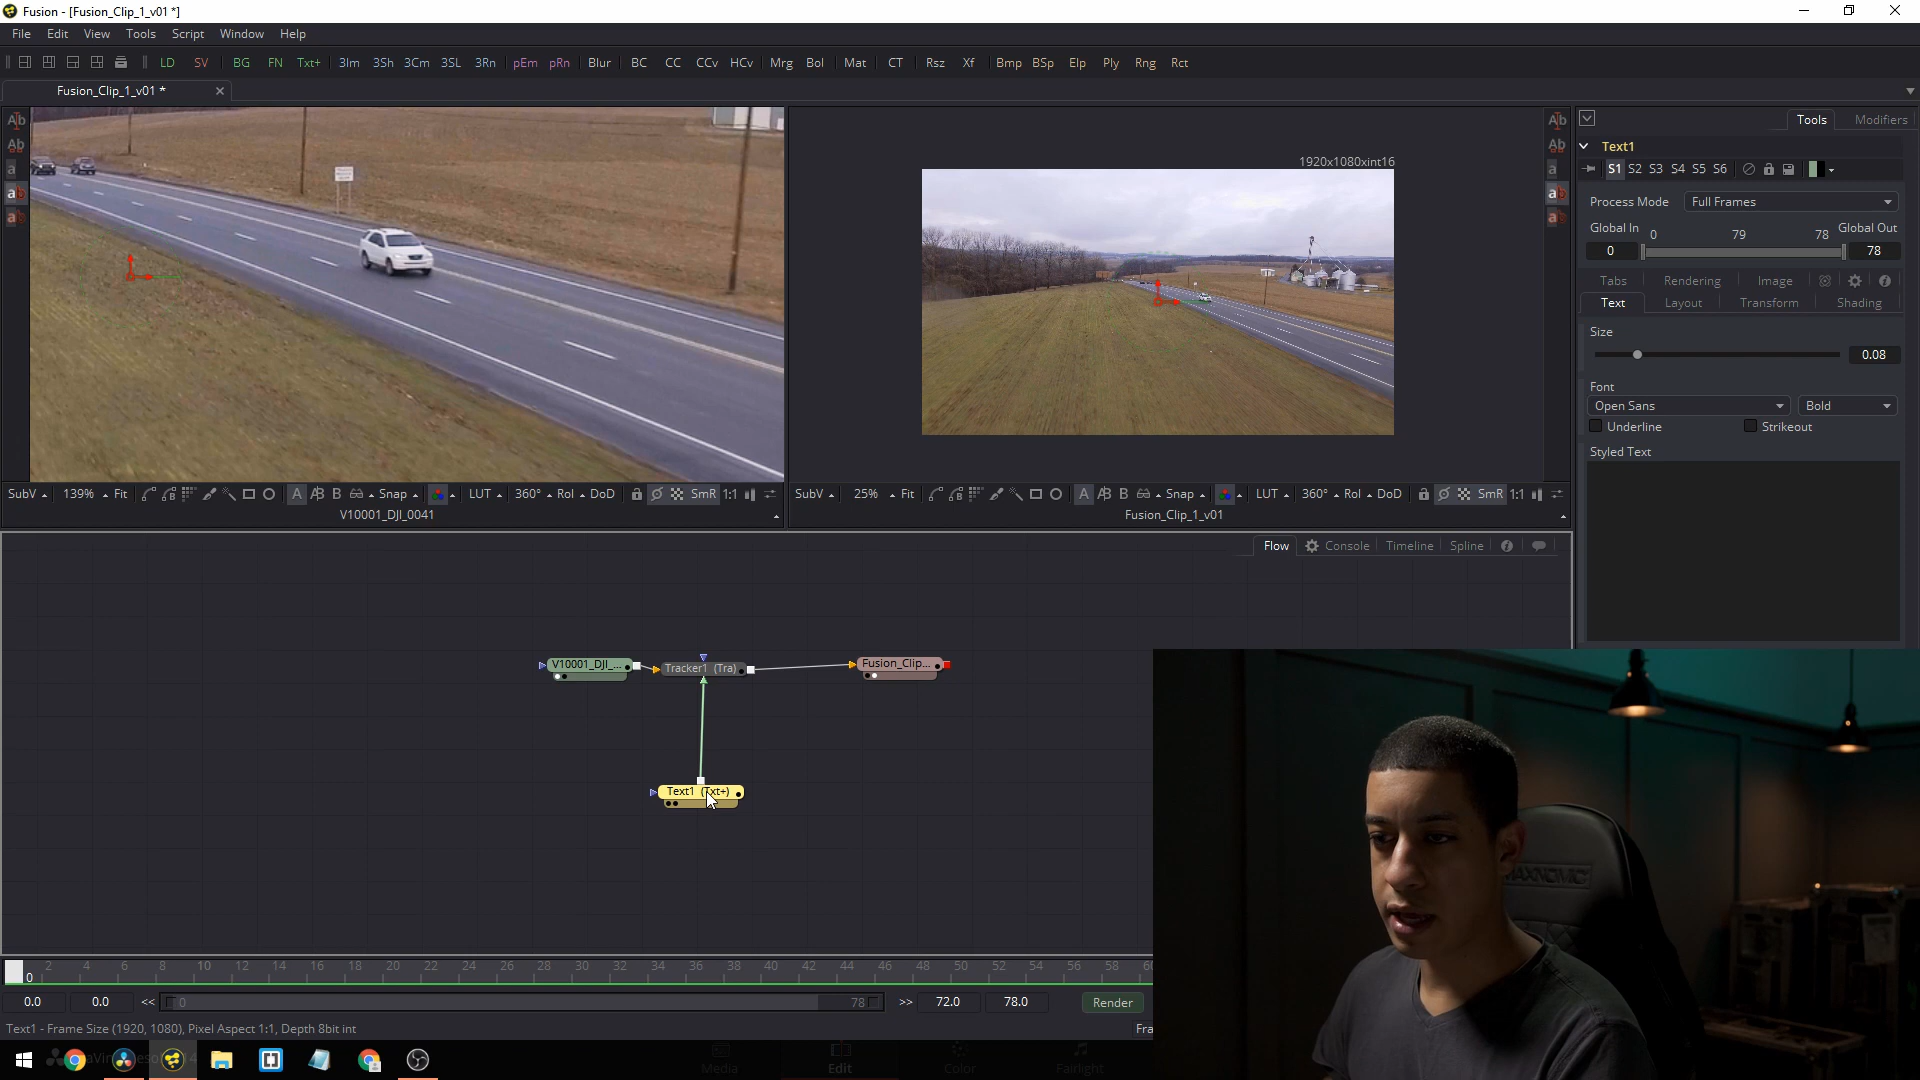 Fusion - [Fusion_Clip_1_v01 *]
File Edit View Tools Script Window Help
LD SV BG FN Txt+ 3Im 3Sh 3Cm 3SL 3Rn pEm pRn Blur BC CC CCv HCv Mrg Bol Mat CT Rsz Xf Bmp BSp Elp Ply Rng Rct
Fusion_Clip_1_v01 *
1920x1080xint16
SubV 139% Fit A B Snap LUT 360° RoI DoD SmR 1:1
V10001_DJI_0041
SubV 25% Fit A B Snap LUT 360° RoI DoD SmR 1:1
Fusion_Clip_1_v01
Tools Modifiers
Text1
S1 S2 S3 S4 S5 S6
Process Mode Full Frames
Global In 0 79 78 Global Out
0 78
Tabs Rendering Image
Text Layout Transform Shading
Size
0.08
Font
Open Sans Bold
Underline Strikeout
Styled Text
Flow Console Timeline Spline
V10001_DJI_... Tracker1 (Tra) Fusion_Clip...
Text1 (Txt+)
0 2 4 6 8 10 12 14 16 18 20 22 24 26 28 30 32 34 36 38 40 42 44 46 48 50 52 54 56 58
0.0 0.0 << 0 78 >> 72.0 78.0 Render
Text1 - Frame Size (1920, 1080), Pixel Aspect 1:1, Depth 8bit int Fra
Media Edit Color Fairlight
MAXNOMIC